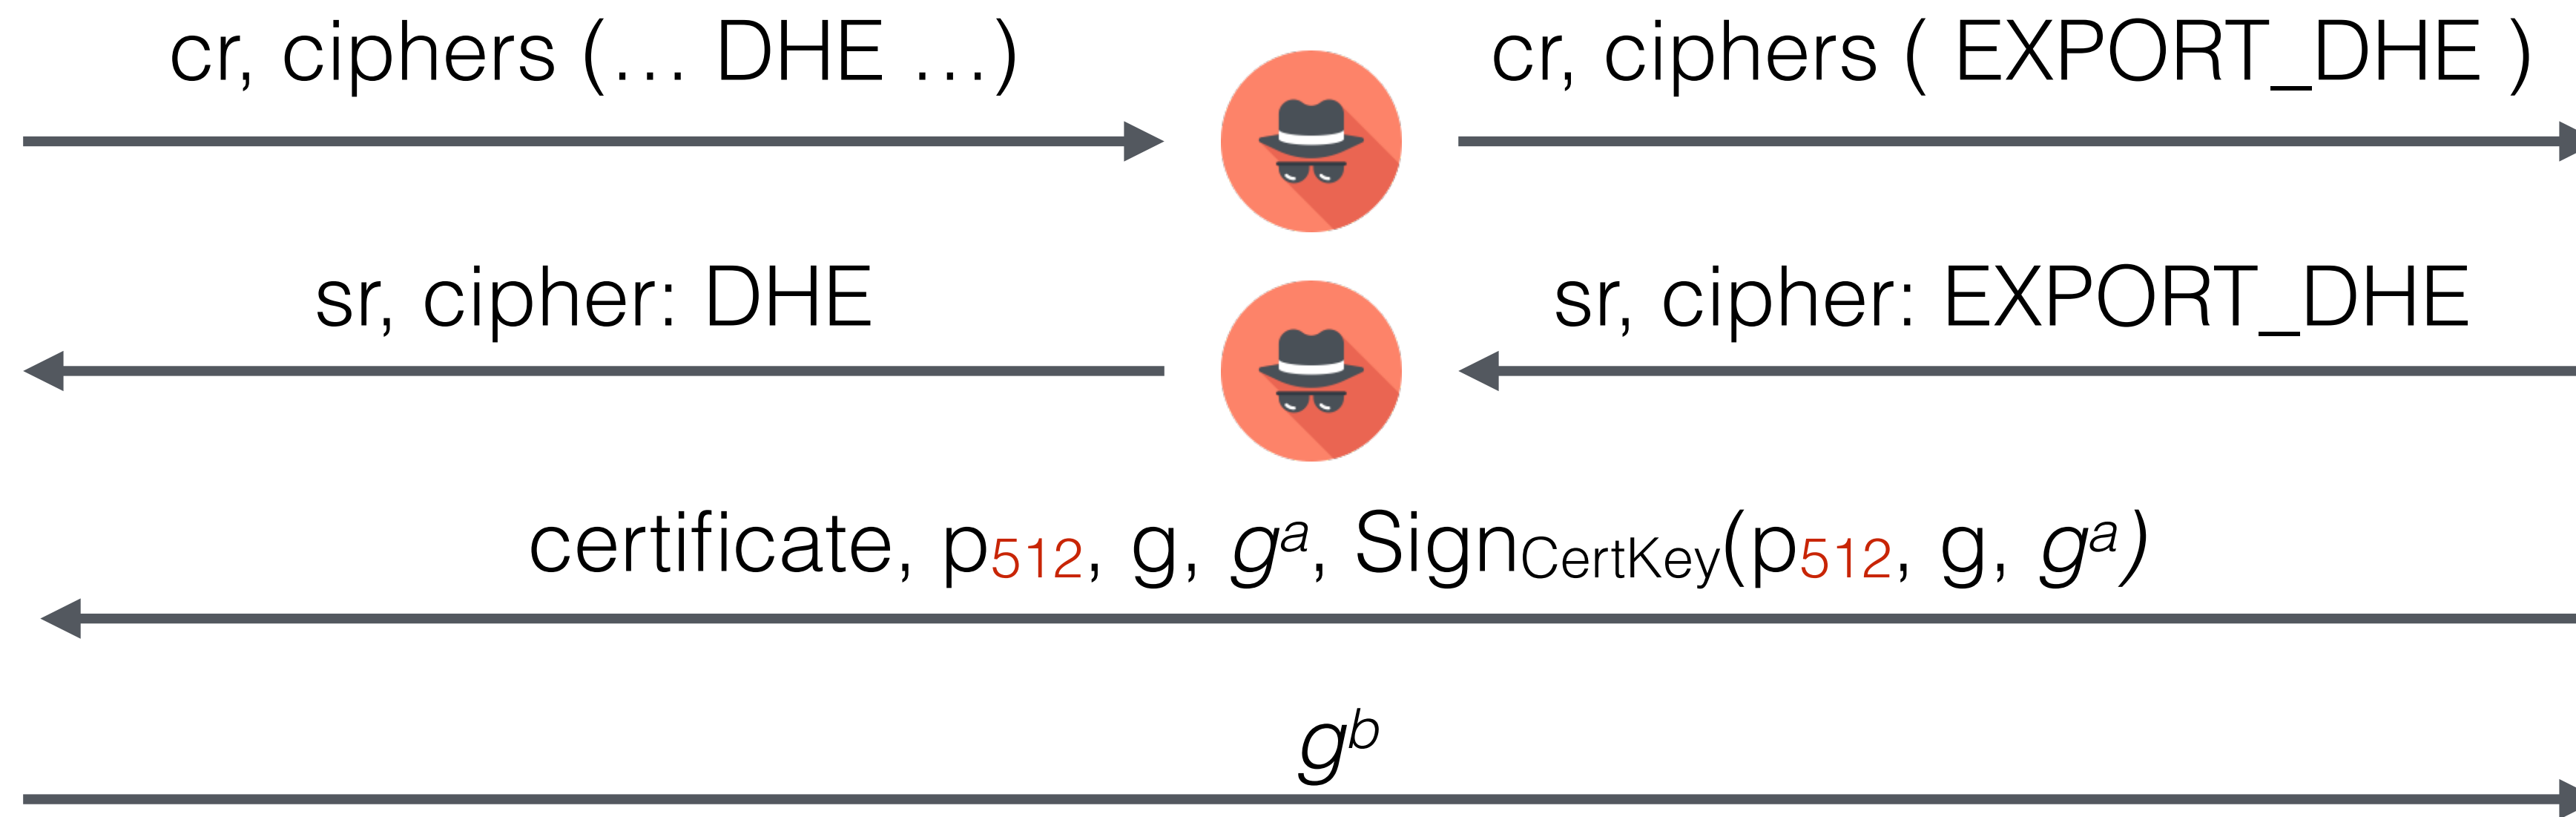 cr, ciphers (… DHE …)
cr, ciphers ( EXPORT_DHE )
sr, cipher: DHE
sr, cipher: EXPORT_DHE
certificate, p512, g, gᵃ, SignCertKey(p512, g, gᵃ)
gᵇ